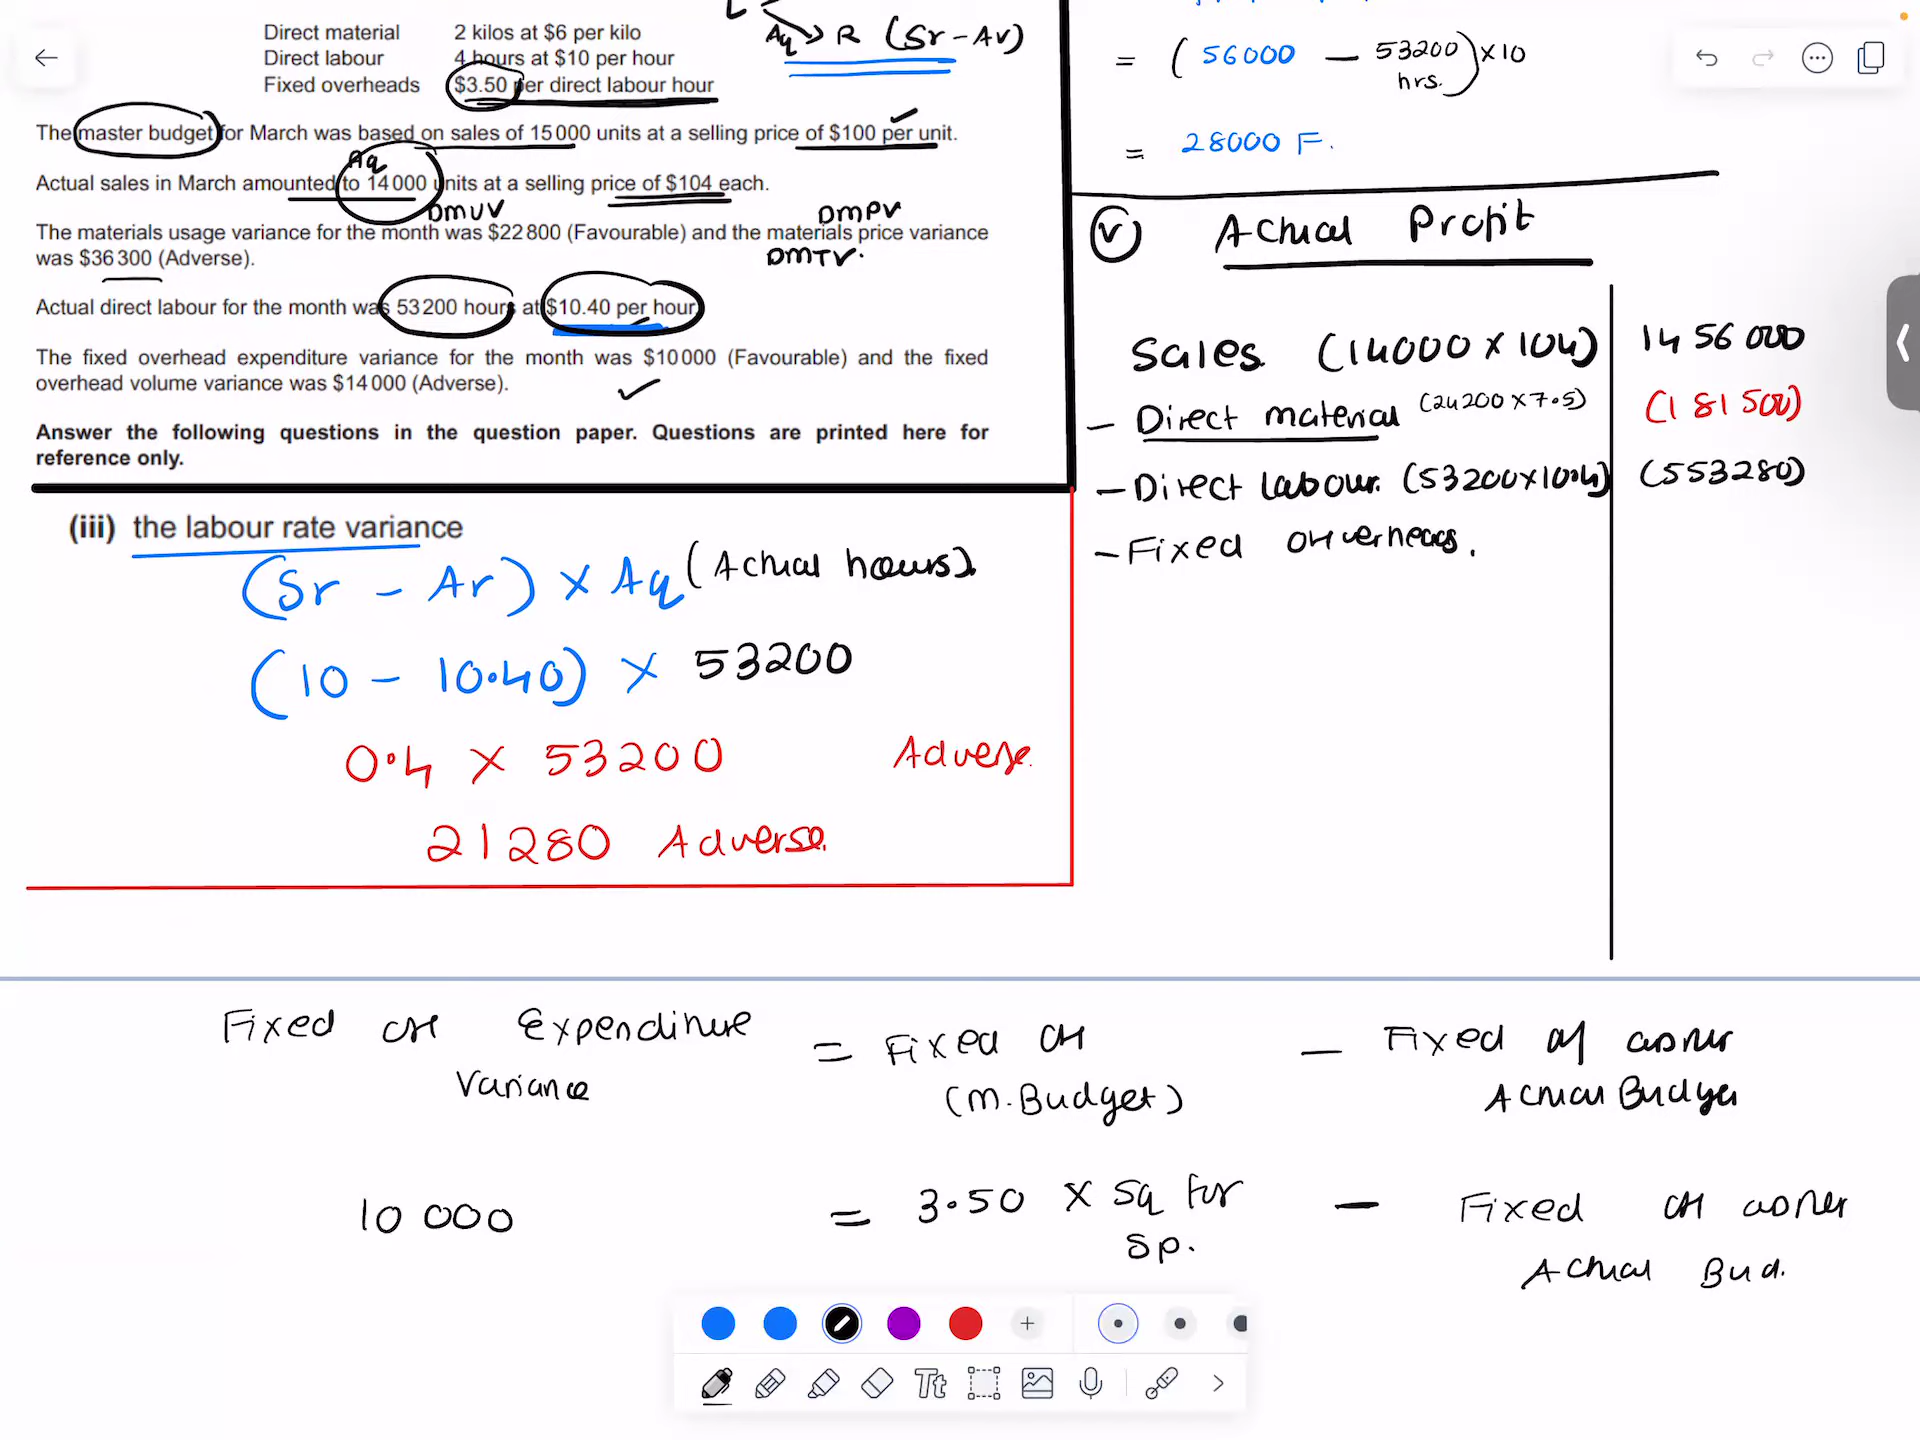 Direct material 2 kilos at $6 per kilo
Direct labour 4 hours at $10 per hour
Fixed overheads $3.50 per direct labour hour
Aq R (Sr - Ar)
The master budget for March was based on sales of 15 000 units at a selling price of $100 per unit.
Aq
Actual sales in March amounted to 14 000 units at a selling price of $104 each.
DMUV DMPV
The materials usage variance for the month was $22 800 (Favourable) and the materials price variance
was $36 300 (Adverse).
DMTV.
Actual direct labour for the month was 53 200 hours at $10.40 per hour.
The fixed overhead expenditure variance for the month was $10 000 (Favourable) and the fixed
overhead volume variance was $14 000 (Adverse).
Answer the following questions in the question paper. Questions are printed here for
reference only.
(iii) the labour rate variance
(Sr - Ar) × Aq (Actual hours).
(10 - 10.40) × 53200
0.4 × 53200 Adverse.
21280 Adverse.
= (56000 - 53200 hrs.) × 10
= 28000 F.
(v) Actual Profit
Sales (14000 × 104) 1456 000
- Direct material (24200 × 7.5) (181 500)
- Direct labour. (53200×10.4) (553280)
- Fixed overheads.
Fixed OH Expenditure = Fixed OH - Fixed
Variance (M. Budget) Actual Budget
10 000 = 3.50 × Sq for - Fixed OH
Sp. Actual Bud.